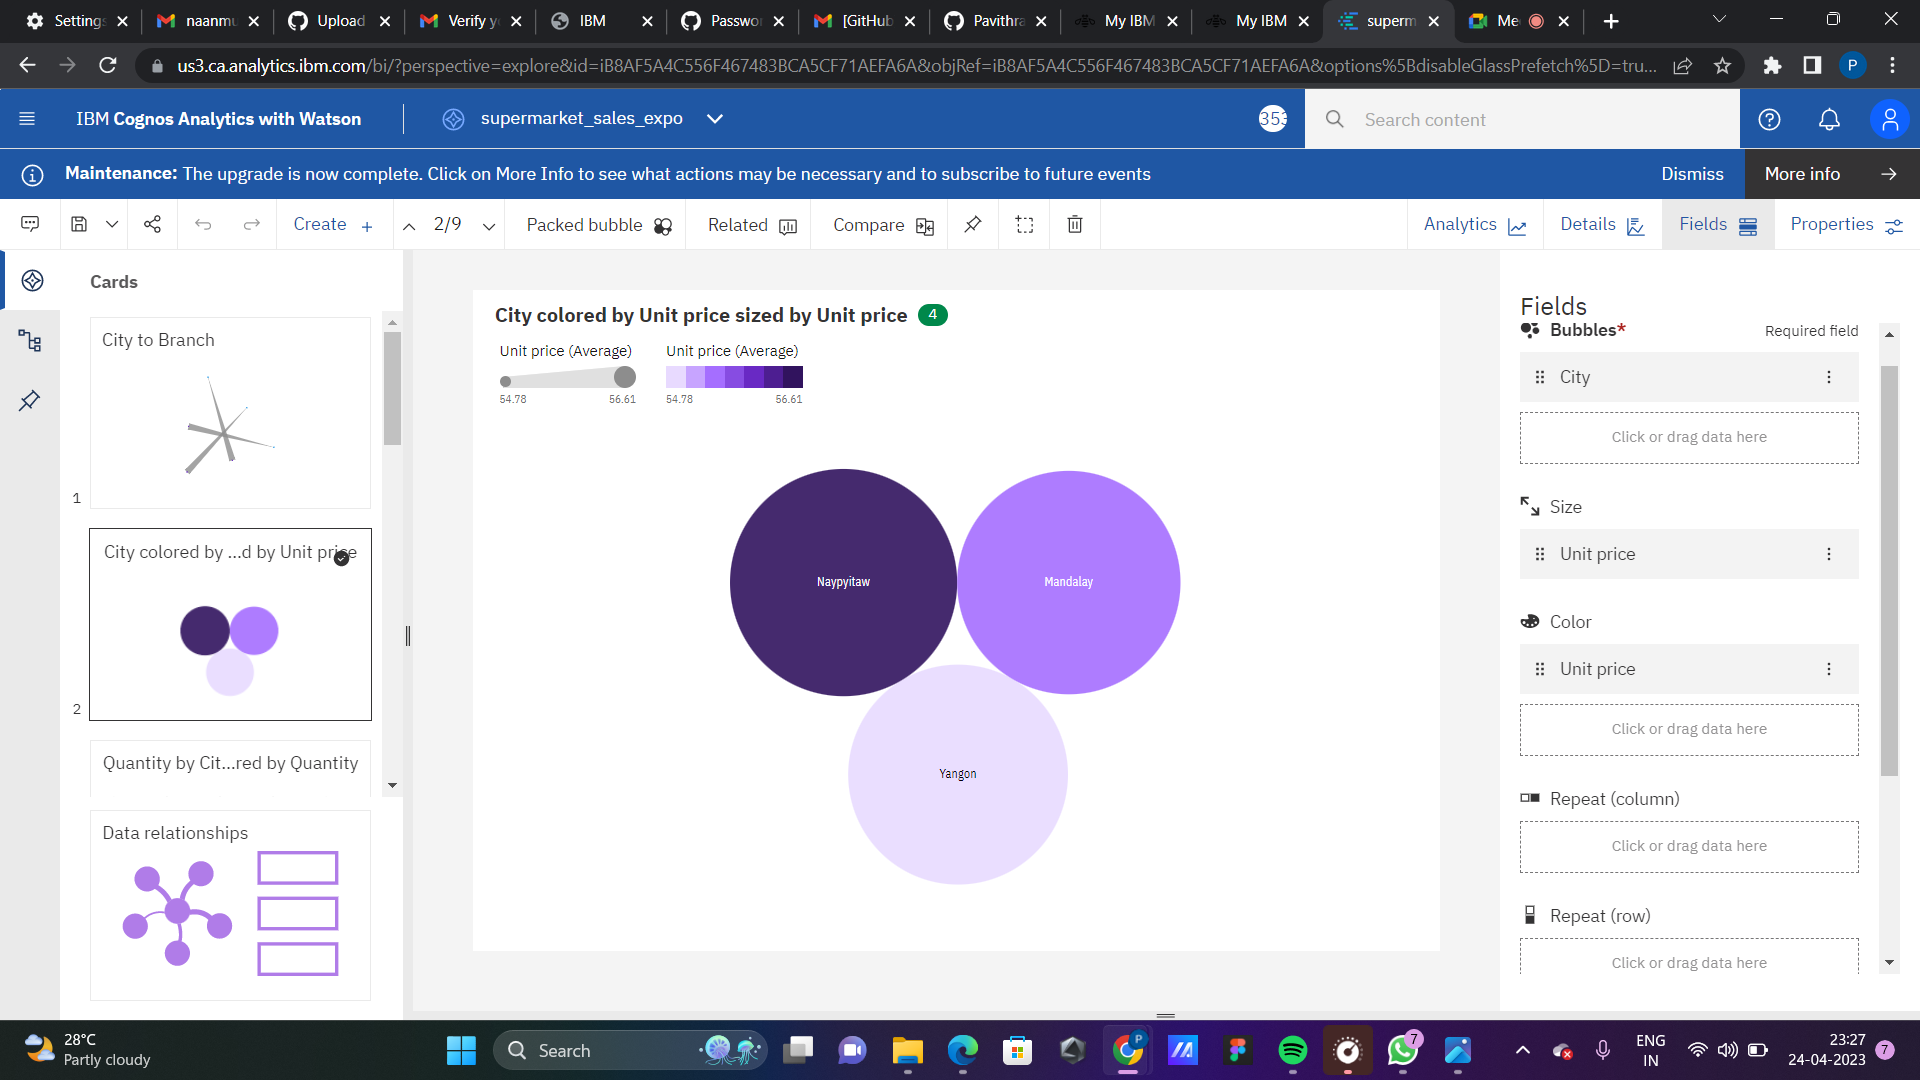 Settings
naanmu
Upload
Verify y
IBM
Passwo
[GitHub
Pavithra
My IBM
My IBM
superm
Me
us3.ca.analytics.ibm.com/bi/?perspective=explore&id=iB8AF5A4C556F467483BCA5CF71AEFA6A&objRef=iB8AF5A4C556F467483BCA5CF71AEFA6A&options%5BdisableGlassPrefetch%5D=tru...
P
IBM Cognos Analytics with Watson
supermarket_sales_expo
353
Search content
Maintenance: The upgrade is now complete. Click on More Info to see what actions may be necessary and to subscribe to future events
Dismiss
More info
Create
2/9
Packed bubble
Related
Compare
Analytics
Details
Fields
Properties
Cards
City to Branch
1
City colored by ...d by Unit price
2
Quantity by Cit...red by Quantity
Data relationships
City colored by Unit price sized by Unit price 4
Unit price (Average)
54.78 56.61
Unit price (Average)
54.78 56.61
Naypyitaw
Mandalay
Yangon
Fields
Bubbles* Required field
City
Click or drag data here
Size
Unit price
Color
Unit price
Click or drag data here
Repeat (column)
Click or drag data here
Repeat (row)
Click or drag data here
28°C
Partly cloudy
Search
P
7
ENG
IN
23:27
24-04-2023
7